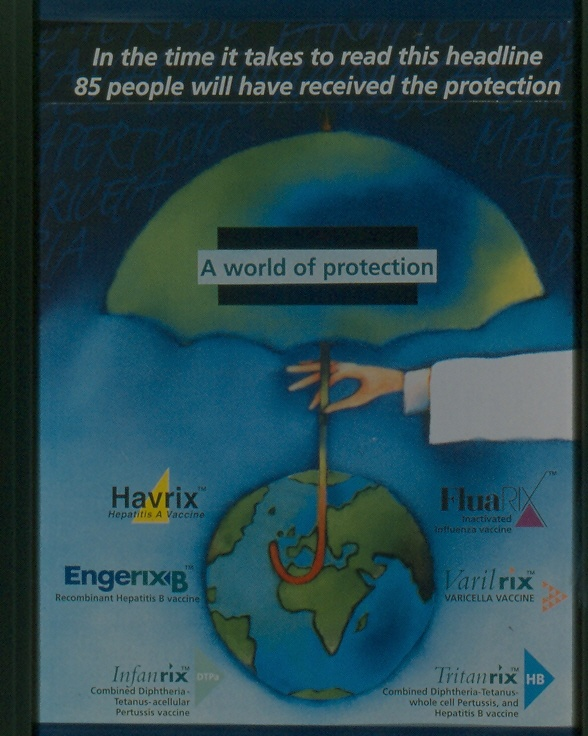 In the time it takes to read this headline
85 people will have received the protection
A world of protection
Havrix™
Hepatitis A Vaccine
Engerix B™
Recombinant Hepatitis B vaccine
Infanrix™
DTPa
Combined Diphtheria-
Tetanus-acellular
Pertussis vaccine
FluaRIX™
Inactivated
Influenza vaccine
Varilrix™
VARICELLA VACCINE
Tritanrix™
HB
Combined Diphtheria-Tetanus-
whole cell Pertussis, and
Hepatitis B vaccine